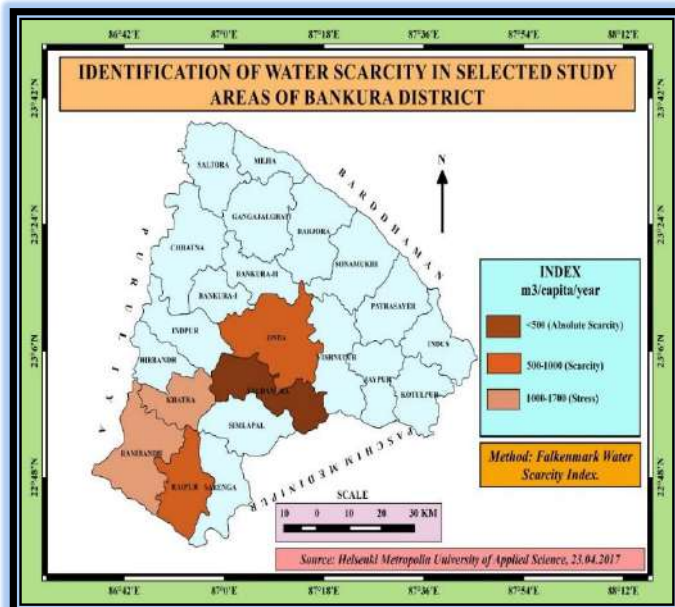 86°42'E 87°0'E 87°18'E 87°36'E 87°54'E 88°12'E
IDENTIFICATION OF WATER SCARCITY IN SELECTED STUDY
AREAS OF BANKURA DISTRICT
23°42'N
23°42'N
N
MEJIA
SALTORA
BARDDHAMAN
GANGAJALGHATI
BARJORA
23°24'N
23°24'N
CHHATNA
SONAMUKHI
BANKURA-II
PURULIYA
BANKURA-I
PATRASAYER
INDPUR
ONDA
INDUS
23°6'N
23°6'N
HIRBANDH
VISHNUPUR
JAYPUR
KOTULPUR
KHATRA
SIMLAPAL
PASCHIM MEDINIPUR
RANIBANDH
RAIPUR
SARENGA
22°48'N
22°48'N
INDEX
m3/capita/year
<500 (Absolute Scarcity)
500-1000 (Scarcity)
1000-1700 (Stress)
Method: Falkenmark Water
Scarcity Index.
SCALE
10 0 10 20 30 KM
Source: Helsenki Metropolin University of Applied Science, 23.04.2017
86°42'E 87°0'E 87°18'E 87°36'E 87°54'E 88°12'E